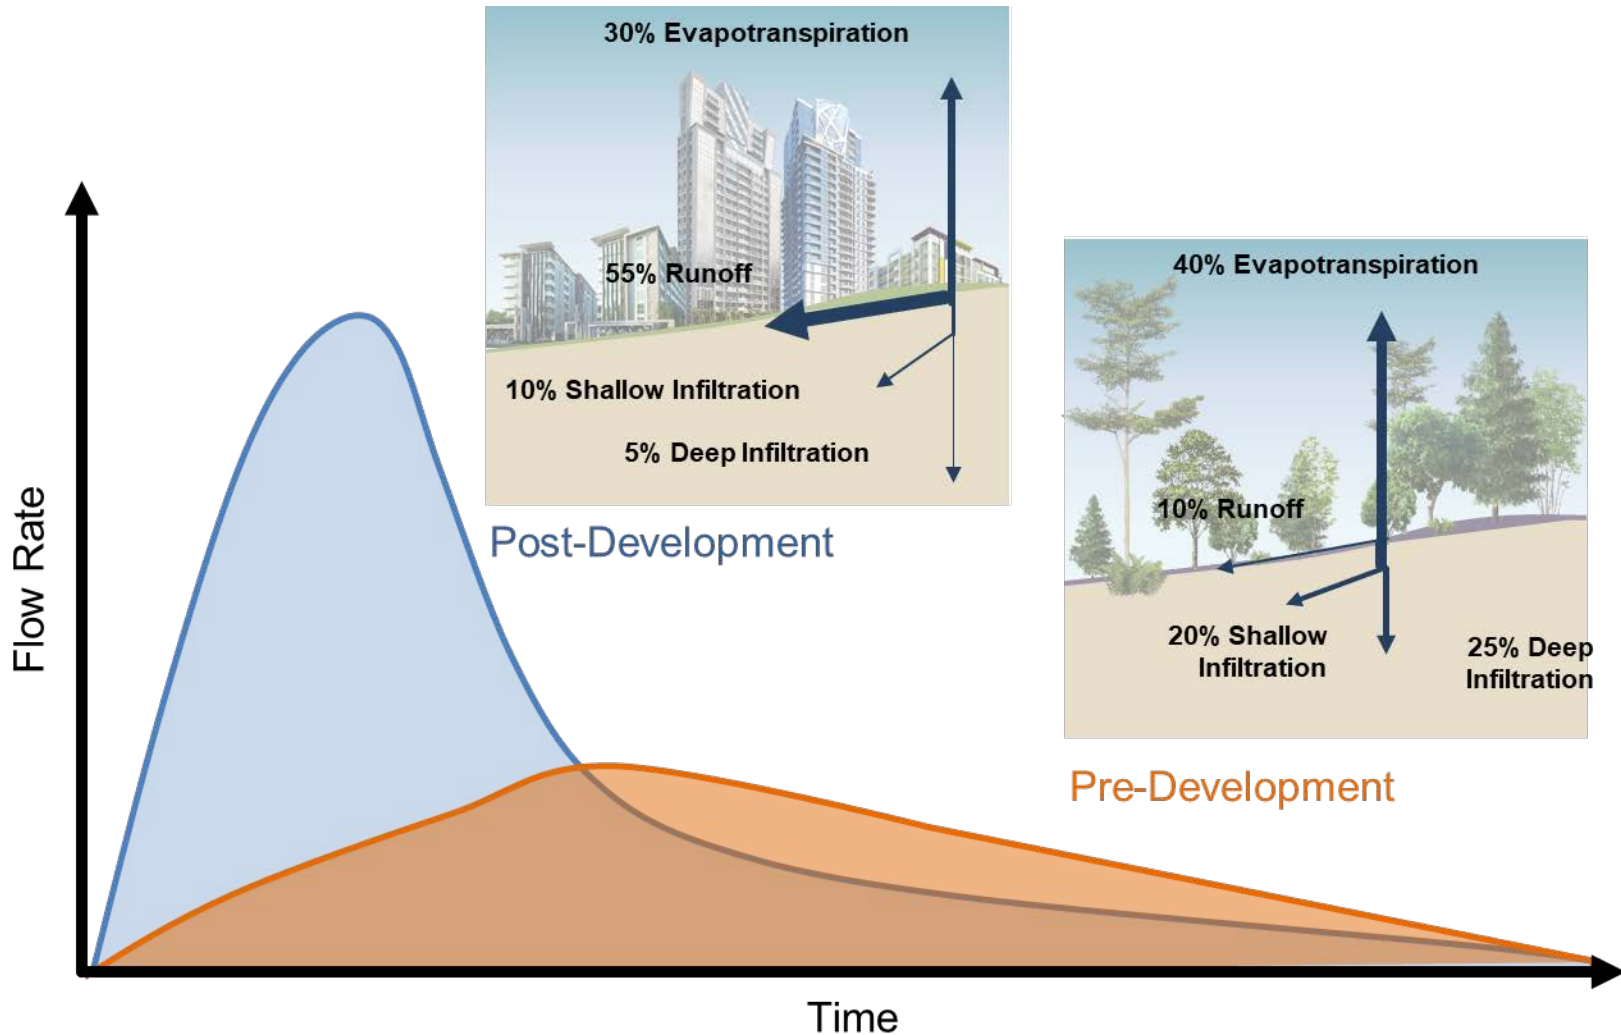 30% Evapotranspiration
55% Runoff
10% Shallow Infiltration
5% Deep Infiltration
Post-Development
40% Evapotranspiration
10% Runoff
20% Shallow
Infiltration
25% Deep
Infiltration
Pre-Development
Flow Rate
Time